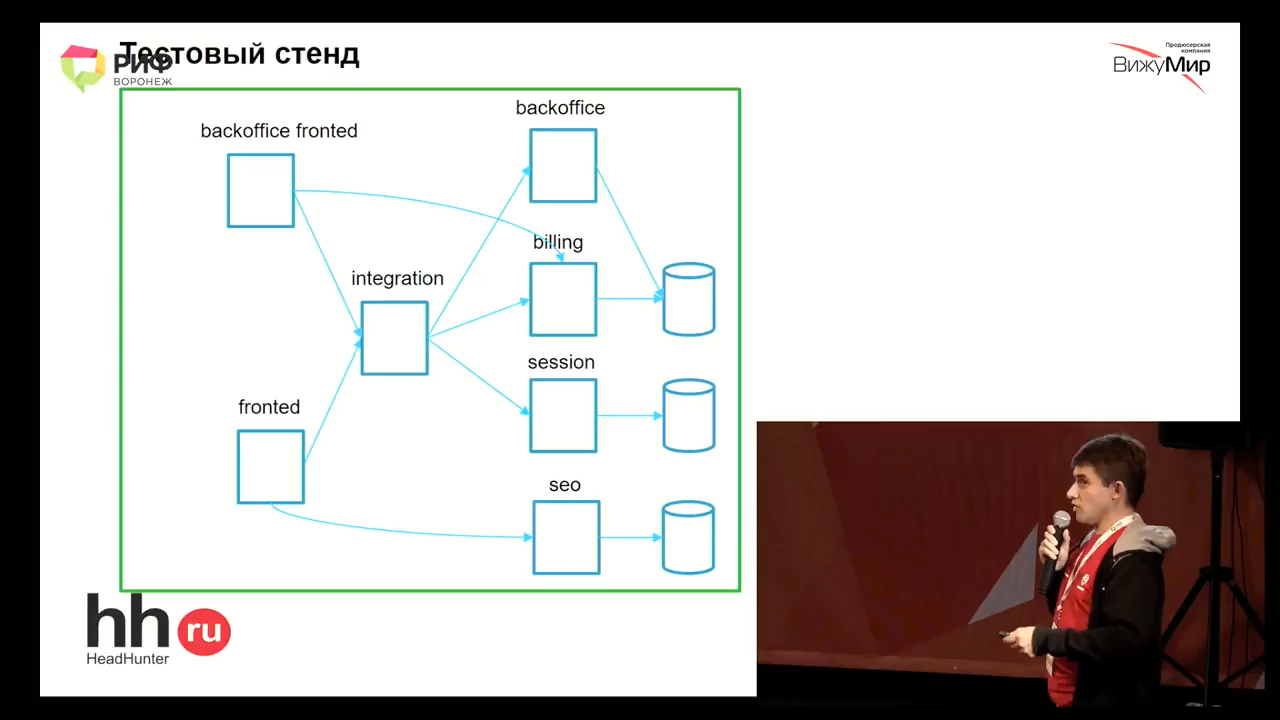 Тестовый стенд
РИФ
ВОРОНЕЖ
Продюсерская
компания
ВижуМир
backoffice
backoffice fronted
billing
integration
session
fronted
seo
hh
ru
HeadHunter